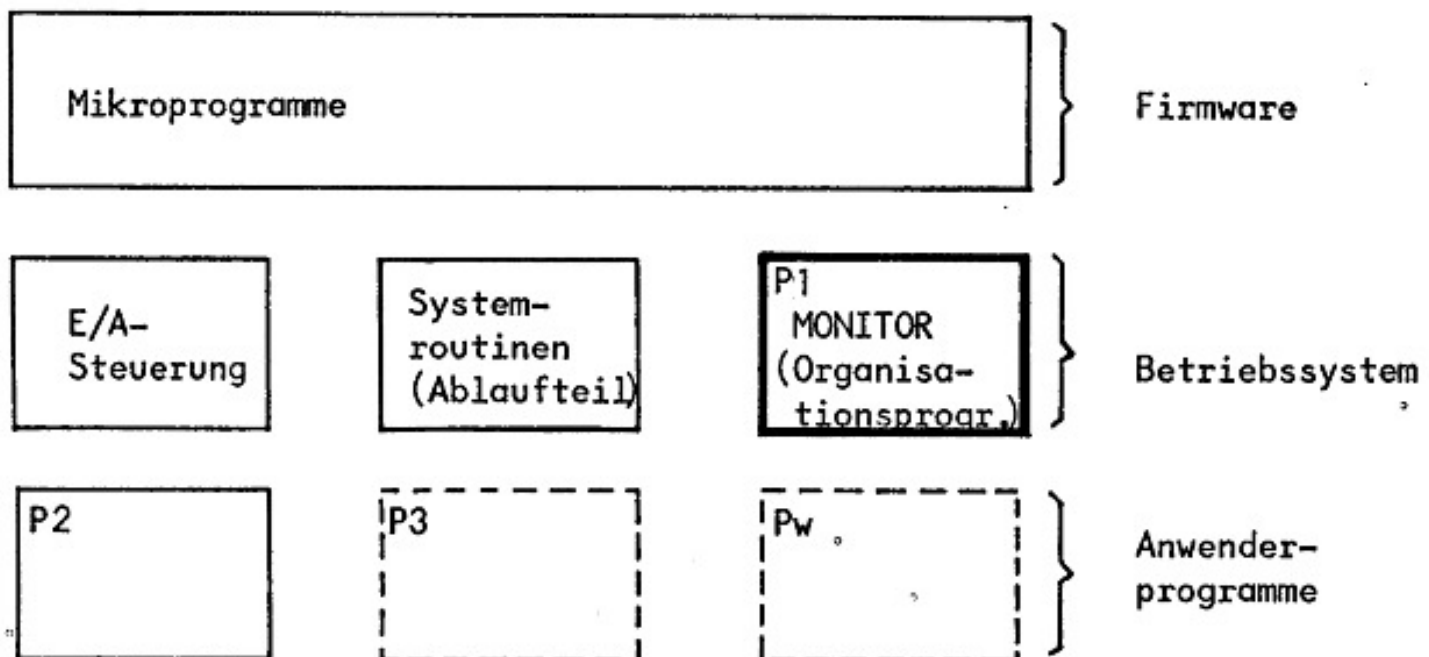 Mikroprogramme
Firmware
E/A-
Steuerung
System-
routinen
(Ablaufteil)
P1
MONITOR
(Organisa-
tionsprogr.)
Betriebssystem
P2
P3
Pw
Anwender-
programme